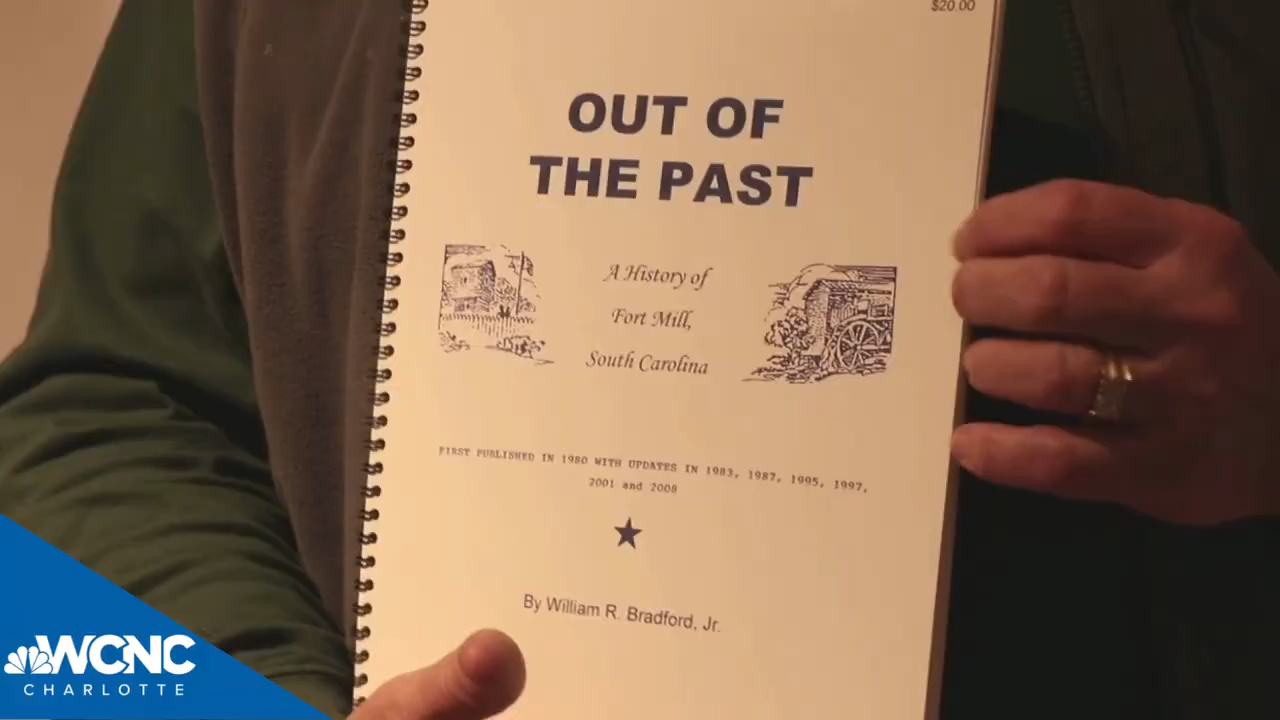 $20.00
OUT OF
THE PAST
A History of
Fort Mill,
South Carolina
FIRST PUBLISHED IN 1980 WITH UPDATES IN 1983, 1987, 1995, 1997,
2001 and 2008
By William R. Bradford, Jr.
WCNC
CHARLOTTE